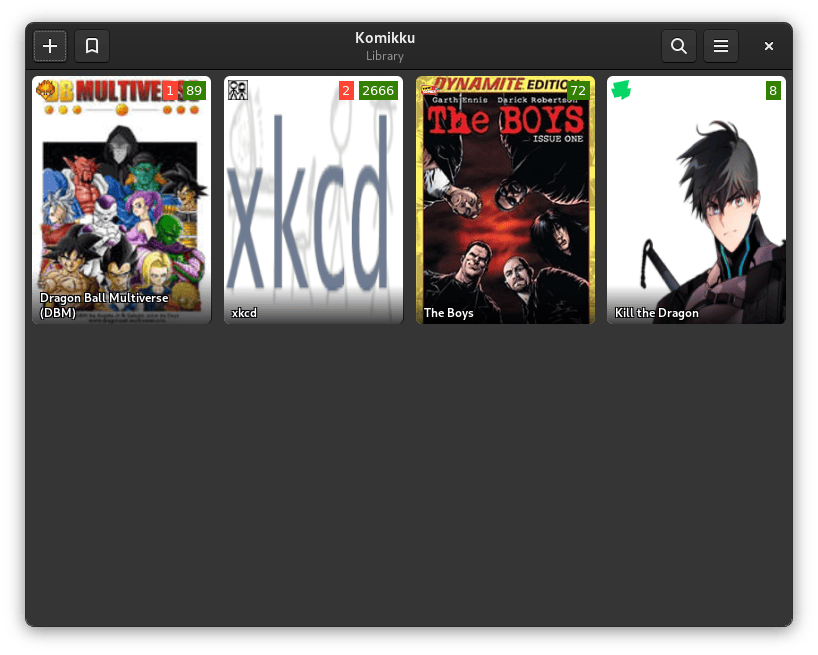 Komikku
Library
DB MULTIVERSE
1 89
Dragon Ball Multiverse
(DBM)
2 2666
xkcd
xkcd
DYNAMITE EDITION
72
Garth Ennis Darick Robertson
The BOYS
ISSUE ONE
The Boys
8
Kill the Dragon